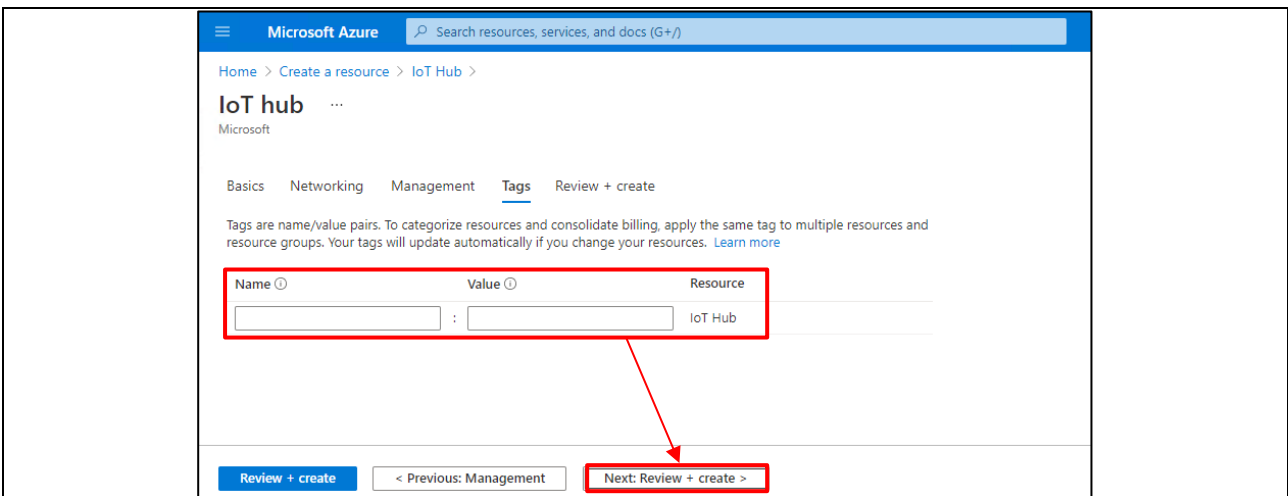 Microsoft Azure
Search resources, services, and docs (G+/)
Home > Create a resource > IoT Hub >
IoT hub ...
Microsoft
Basics Networking Management Tags Review + create
Tags are name/value pairs. To categorize resources and consolidate billing, apply the same tag to multiple resources and
resource groups. Your tags will update automatically if you change your resources. Learn more
Name Value Resource
: IoT Hub
Review + create < Previous: Management Next: Review + create >